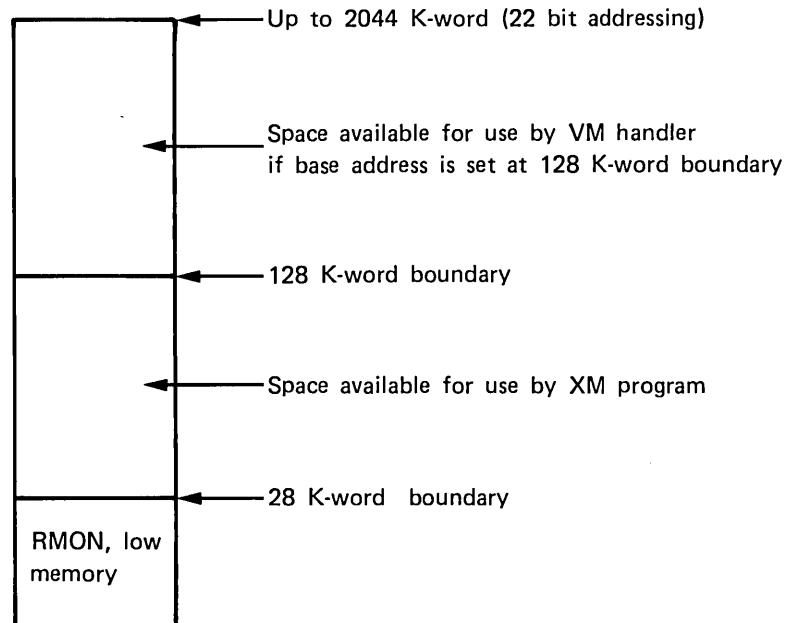 Up to 2044 K-word (22 bit addressing)
Space available for use by VM handler
if base address is set at 128 K-word boundary
128 K-word boundary
Space available for use by XM program
28 K-word boundary
RMON, low
memory